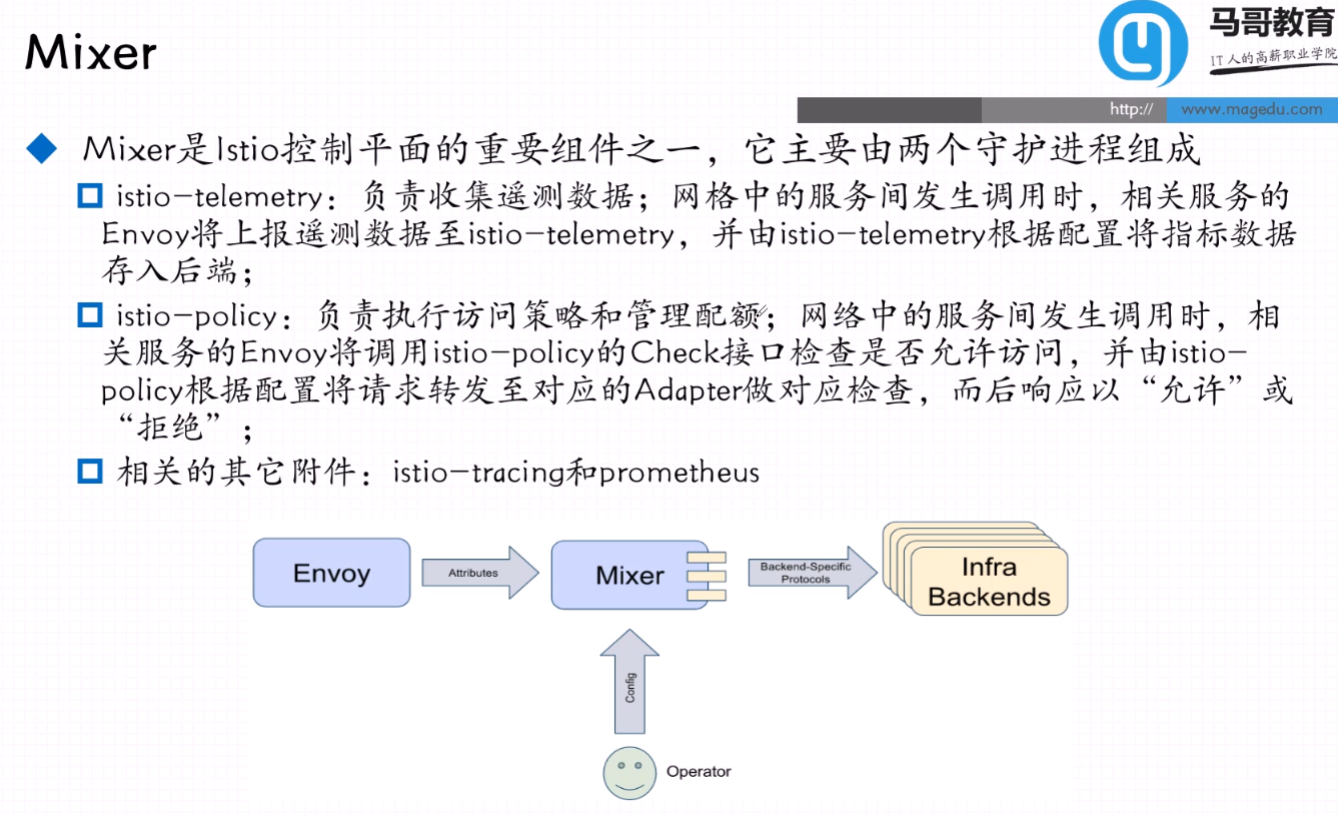 Mixer
马哥教育
IT人的高薪职业学院
http:// www.magedu.com
Mixer是Istio控制平面的重要组件之一，它主要由两个守护进程组成
istio-telemetry：负责收集遥测数据；网格中的服务间发生调用时，相关服务的
Envoy将上报遥测数据至istio-telemetry，并由istio-telemetry根据配置将指标数据
存入后端；
istio-policy：负责执行访问策略和管理配额；网络中的服务间发生调用时，相
关服务的Envoy将调用istio-policy的Check接口检查是否允许访问，并由istio-
policy根据配置将请求转发至对应的Adapter做对应检查，而后响应以“允许”或
“拒绝”；
相关的其它附件：istio-tracing和prometheus
Envoy
Attributes
Mixer
Backend-Specific
Protocols
Infra
Backends
Config
Operator